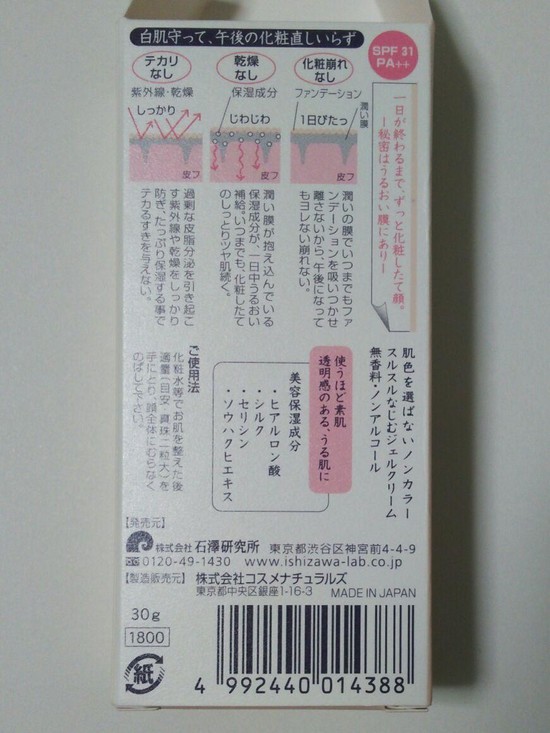 白肌守って、午後の化粧直しいらず
SPF 31
PA++
テカリ
なし
乾燥
なし
化粧崩れ
なし
紫外線・乾燥
保湿成分
ファンデーション
しっかり
じわじわ
1日ぴたっ
潤い膜
皮フ
皮フ
皮フ
一日が終わるまで、ずっと化粧したて顔。
ー秘密はうるおい膜にありー
潤いの膜でいつまでもファ
ンデーションを吸いつかせ
離さないから、午後になって
もヨレない崩れない。
潤い膜が抱え込んでいる
保湿成分が、一日中うるおい
補給。いつまでも、化粧したて
のしっとりツヤ肌続く。
過剰な皮脂分泌を引き起こ
す紫外線や乾燥をしっかり
防ぎ、たっぷり保湿する事で
テカるすきを与えない。
肌色を選ばないノンカラー
スルスルなじむジェルクリーム
無香料・ノンアルコール
使うほど素肌
透明感のある、うる肌に
美容保湿成分
・ヒアルロン酸
・シルク
・セリシン
・ソウハクヒエキス
ご使用法
化粧水等でお肌を整えた後
適量（目安／真珠二粒大）を
手にとり、顔全体にむらなく
のばして下さい。
【発売元】
株式会社 石澤研究所 東京都渋谷区神宮前4-4-9
0120-49-1430 www.ishizawa-lab.co.jp
【製造販売元】 株式会社コスメナチュラルズ
東京都中央区銀座1-16-3 MADE IN JAPAN
30g
1800
紙
4 992440 014388